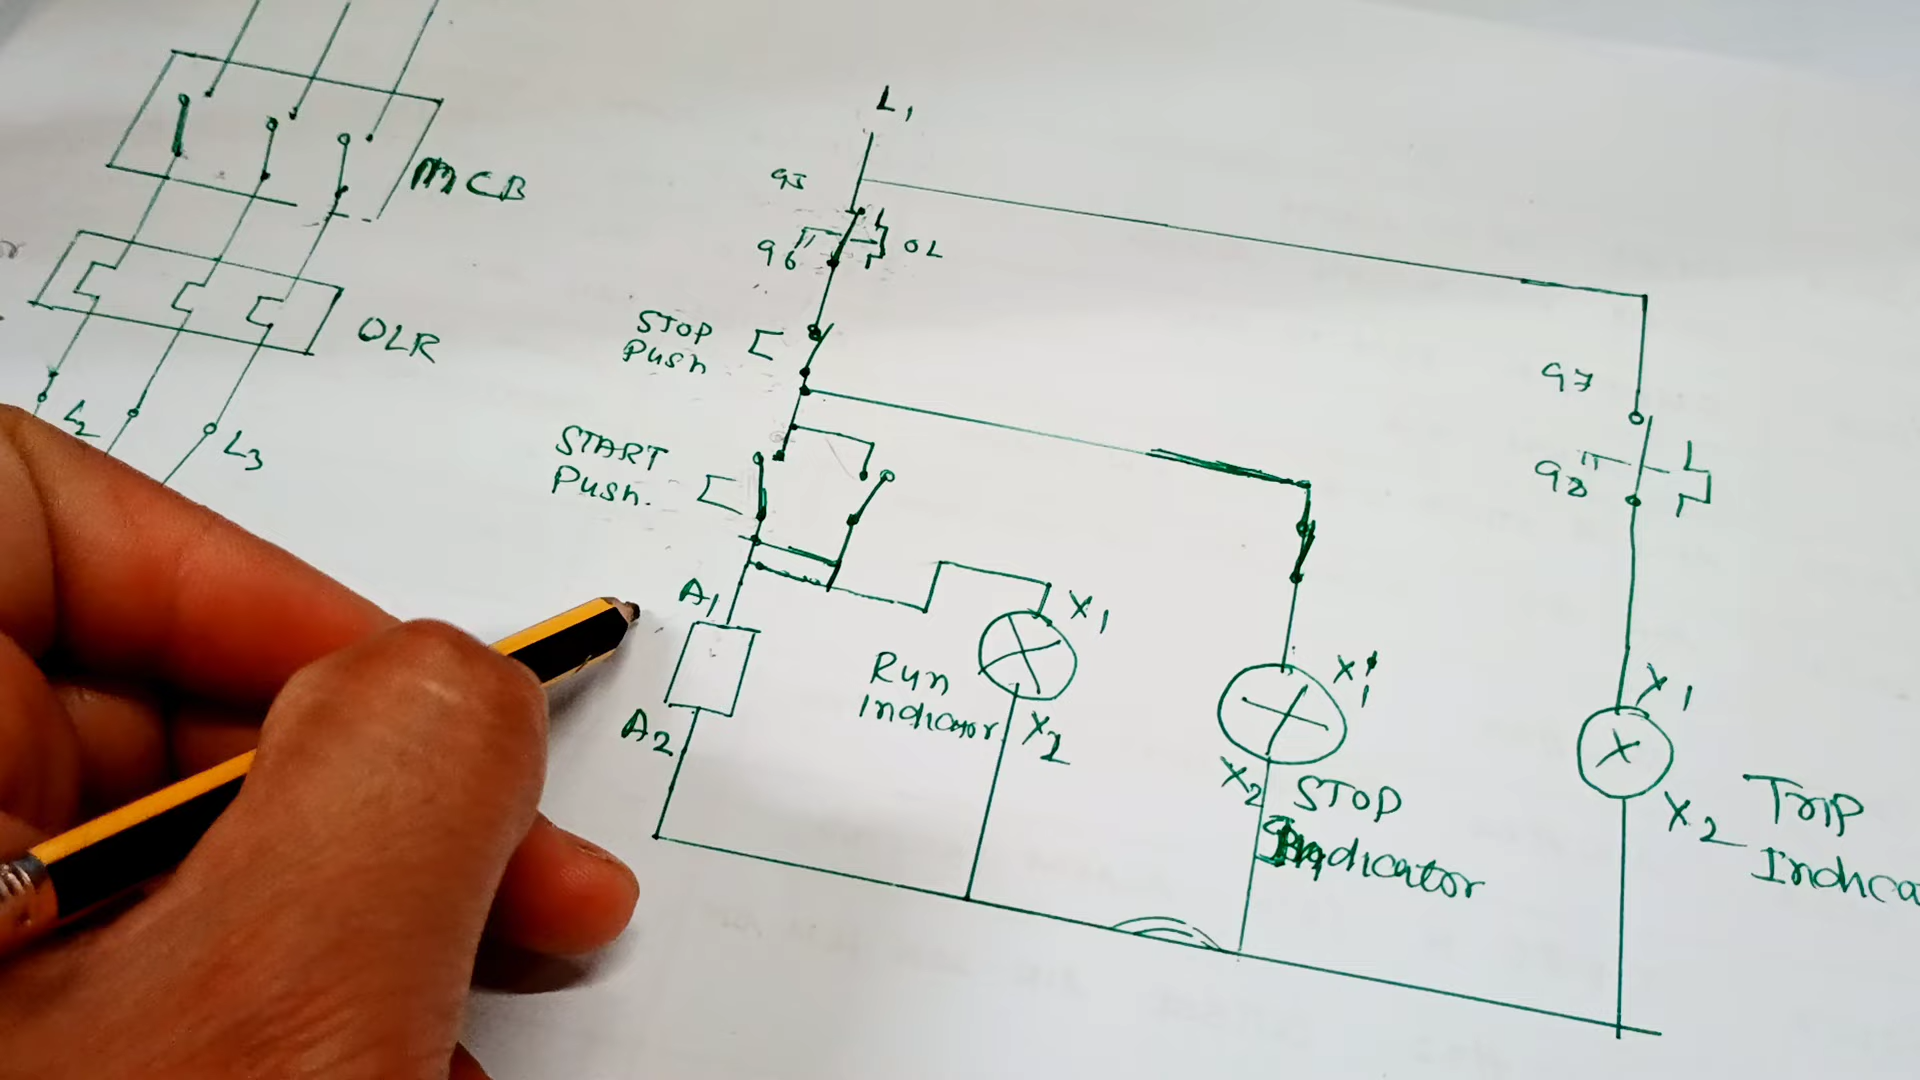 L1
MCB
95
96
OL
OLR
STOP
Push
L2
L3
START
Push.
97
98
A1
A2
Run
Indicator
X1
X2
X1
X2
STOP
Indicator
X1
X2
Trip